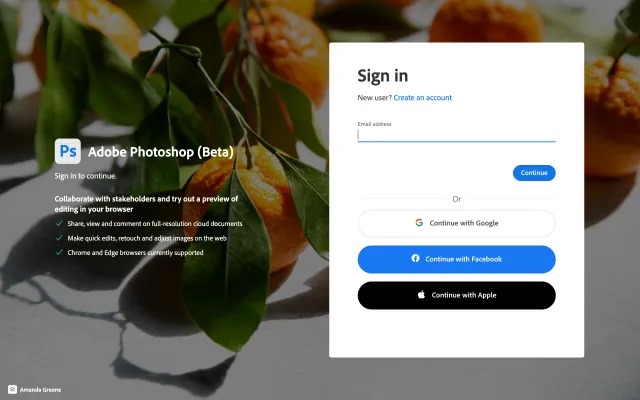 Ps Adobe Photoshop (Beta)
Sign in to continue.
Collaborate with stakeholders and try out a preview of
editing in your browser
Share, view and comment on full-resolution cloud documents
Make quick edits, retouch and adjust images on the web
Chrome and Edge browsers currently supported
St Amanda Greene
Sign in
New user? Create an account
Email address
Continue
Or
Continue with Google
Continue with Facebook
Continue with Apple